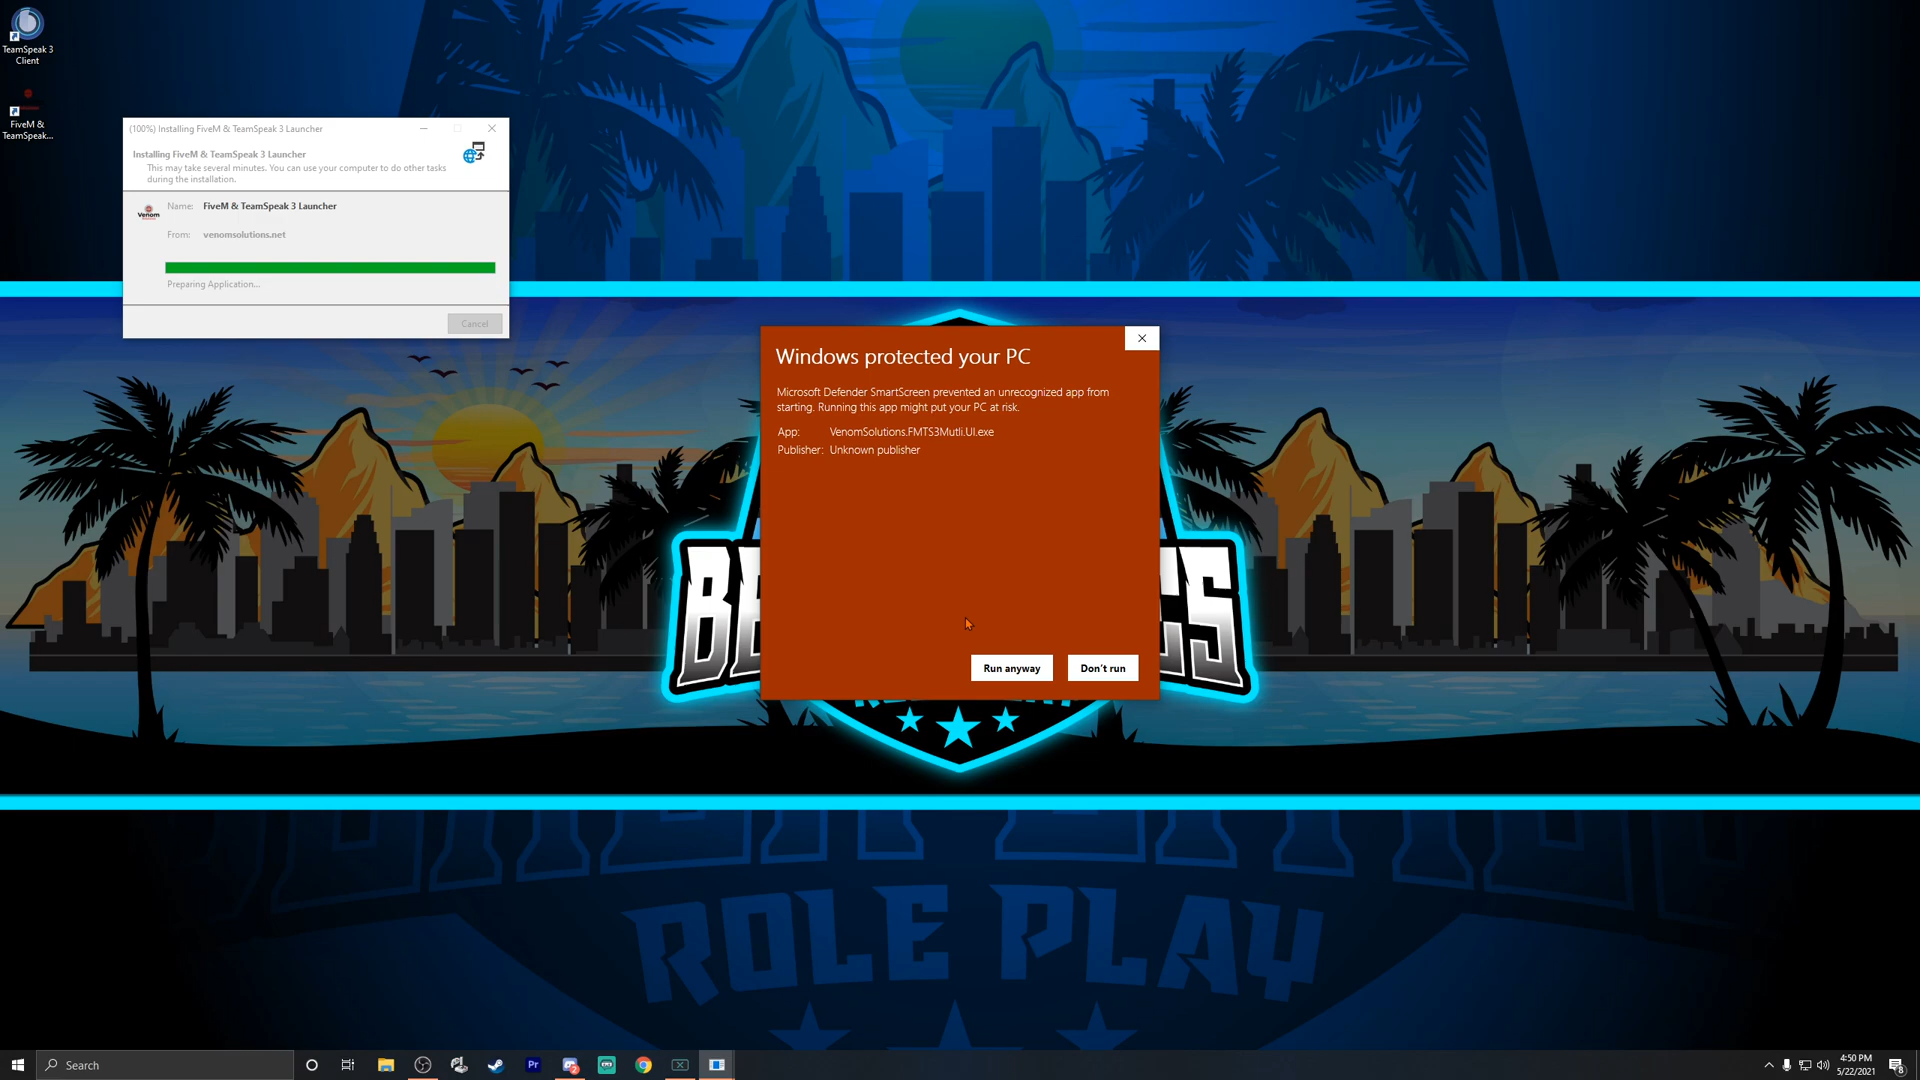 TeamSpeak 3
Client
FiveM &
TeamSpeak...
(100%) Installing FiveM & TeamSpeak 3 Launcher
Installing FiveM & TeamSpeak 3 Launcher
This may take several minutes. You can use your computer to do other tasks
during the installation.
Venom
Name: FiveM & TeamSpeak 3 Launcher
From: venomsolutions.net
Preparing Application...
Cancel
Windows protected your PC
Microsoft Defender SmartScreen prevented an unrecognized app from
starting. Running this app might put your PC at risk.
App: VenomSolutions.FMTS3Mutli.UI.exe
Publisher: Unknown publisher
Run anyway Don't run
ROLE PLAY
Search
Pr
2
4:50 PM
5/22/2021
8